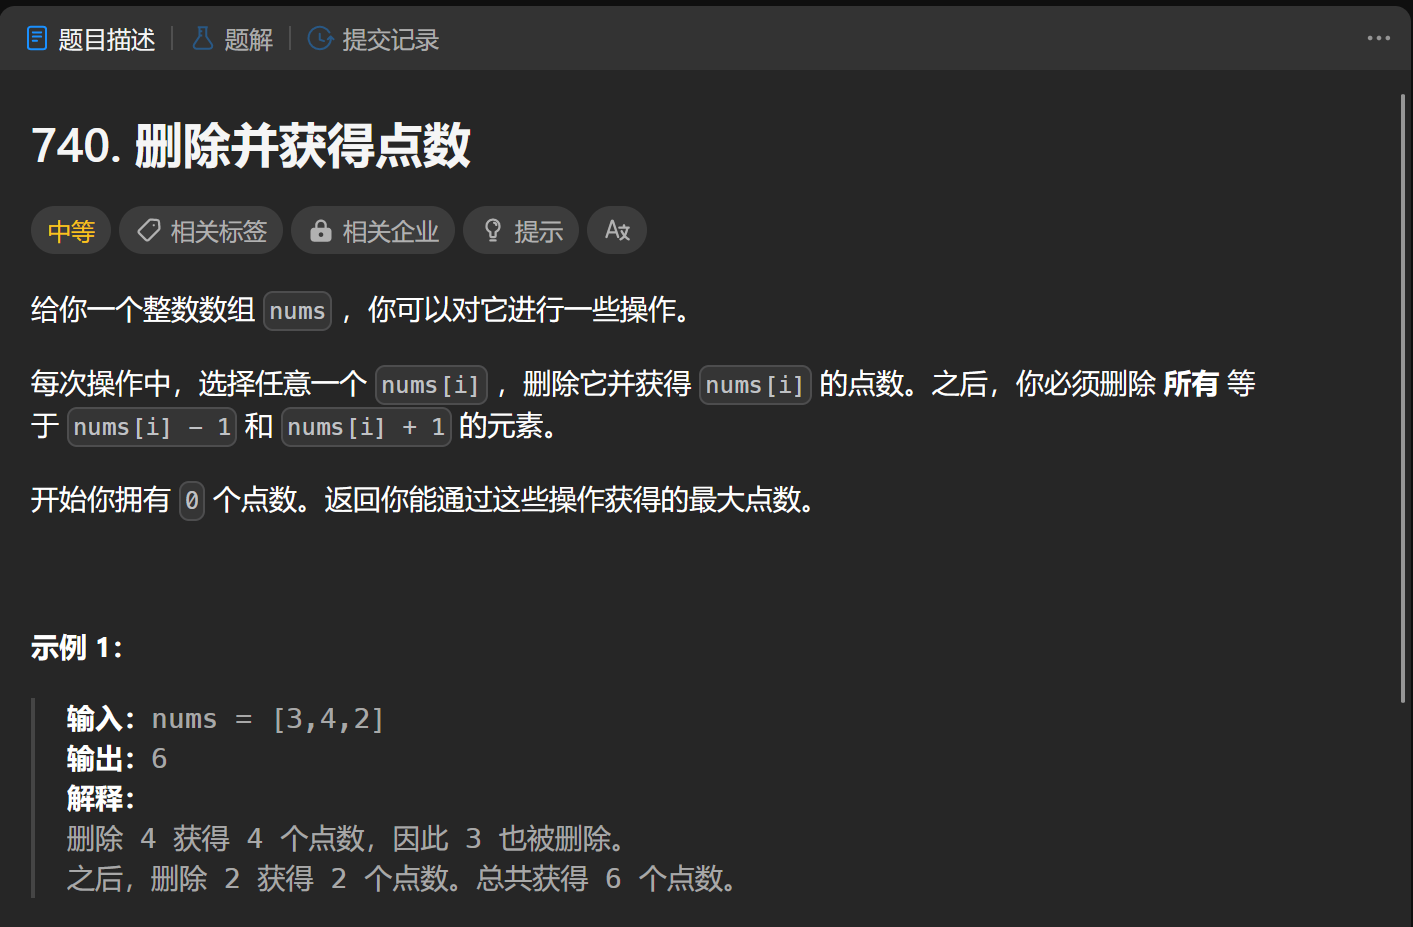 题目描述 | 题解 | 提交记录
740. 删除并获得点数
中等 相关标签 相关企业 提示
给你一个整数数组 nums ，你可以对它进行一些操作。
每次操作中，选择任意一个 nums[i] ，删除它并获得 nums[i] 的点数。之后，你必须删除 所有 等
于 nums[i] - 1 和 nums[i] + 1 的元素。
开始你拥有 0 个点数。返回你能通过这些操作获得的最大点数。
示例 1：
输入：nums = [3,4,2]
输出：6
解释：
删除 4 获得 4 个点数，因此 3 也被删除。
之后，删除 2 获得 2 个点数。总共获得 6 个点数。